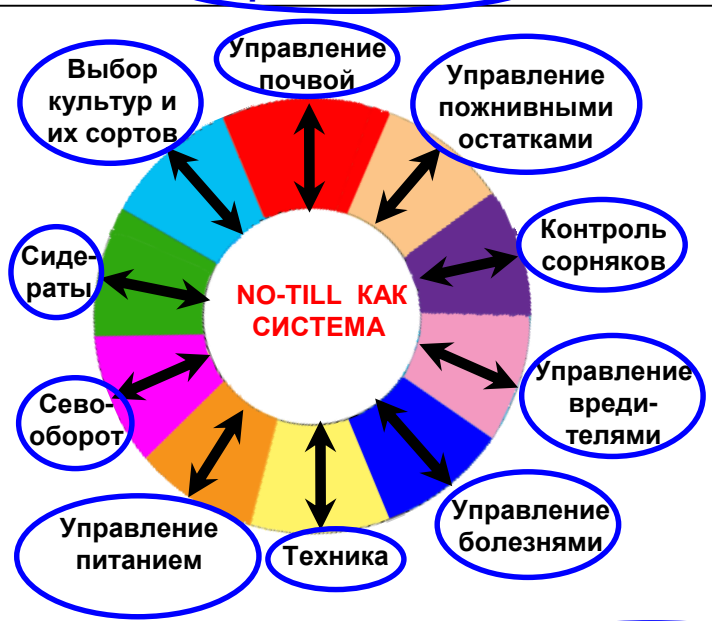 Управление
почвой
Выбор
культур и
их сортов
Управление
пожнивными
остатками
Контроль
сорняков
Сиде-
раты
NO-TILL КАК
СИСТЕМА
Управление
вреди-
телями
Сево-
оборот
Управление
болезнями
Управление
питанием
Техника